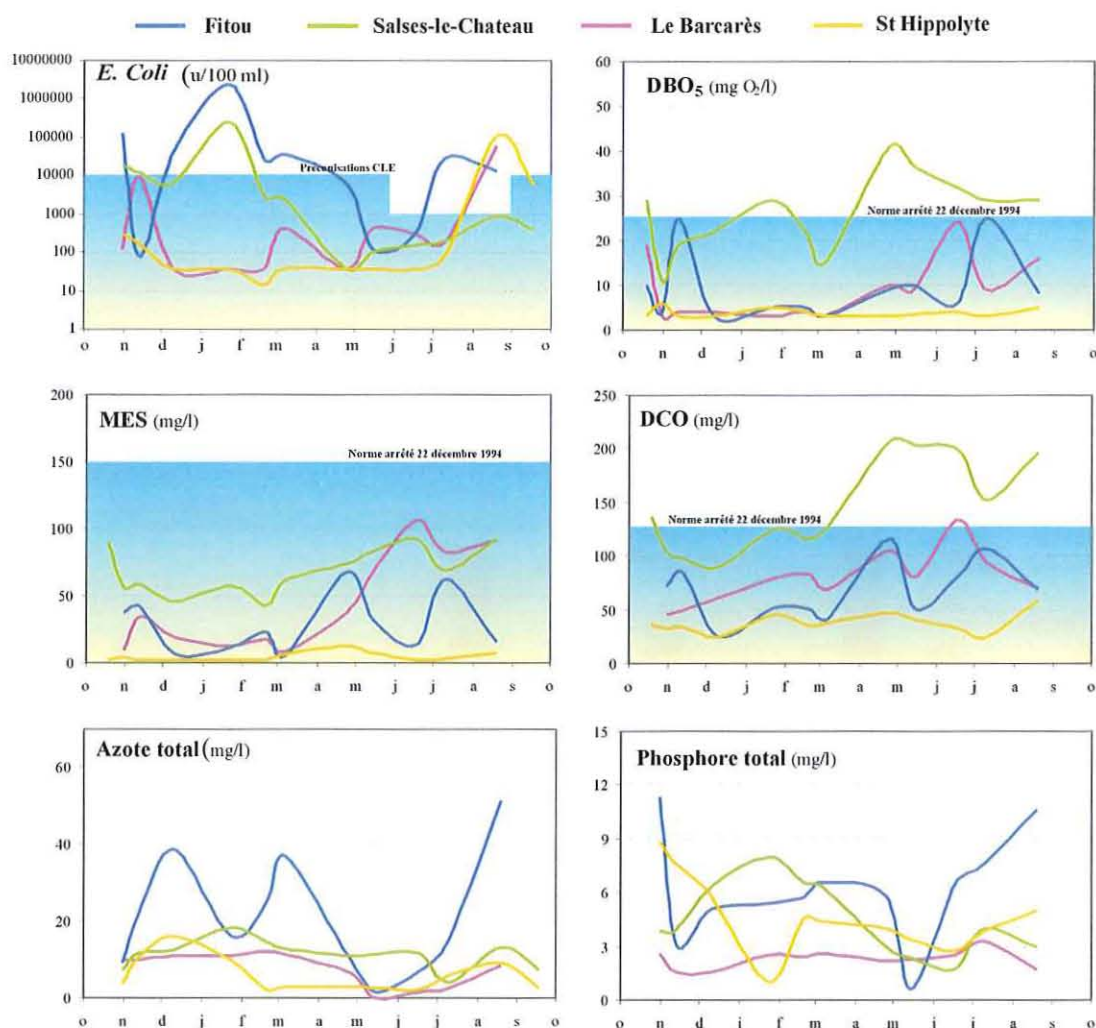 Fitou Salses-le-Chateau Le Barcarès St Hippolyte
E. Coli (u/100 ml)
10000000
1000000
100000
10000
1000
100
10
1
Préconisations CLE
o n d j f m a m j j a s o
DBO5 (mg O2/l)
60
50
40
30
20
10
0
Norme arrêté 22 décembre 1994
o n d j f m a m j j a s o
MES (mg/l)
200
150
100
50
0
Norme arrêté 22 décembre 1994
o n d j f m a m j j a s o
DCO (mg/l)
250
200
150
100
50
0
Norme arrêté 22 décembre 1994
o n d j f m a m j j a s o
Azote total (mg/l)
60
40
20
0
o n d j f m a m j j a s o
Phosphore total (mg/l)
15
12
9
6
3
0
o n d j f m a m j j a s o